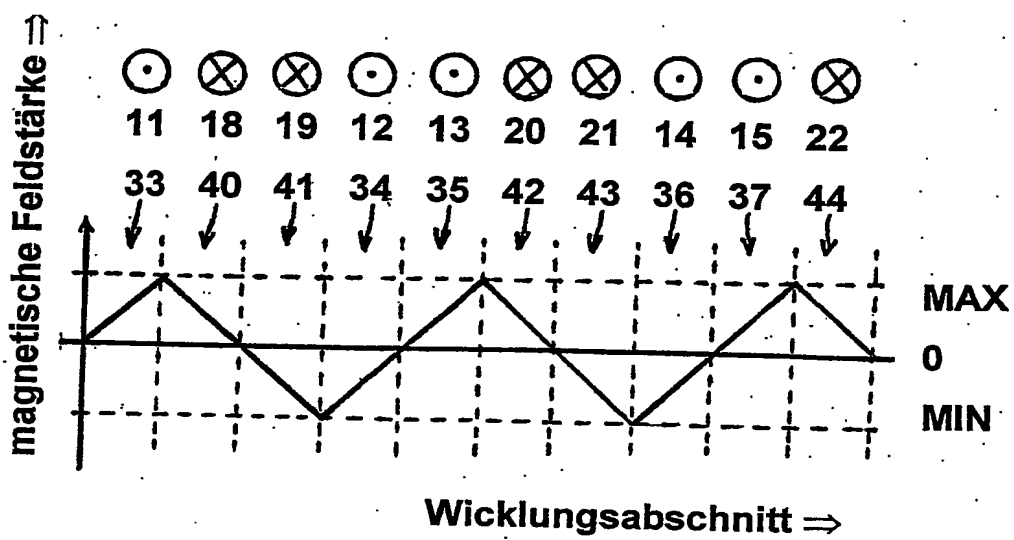 magnetische Feldstärke ⇒
11 18 19 12 13 20 21 14 15 22
33 40 41 34 35 42 43 36 37 44
MAX
0
MIN
Wicklungsabschnitt ⇒